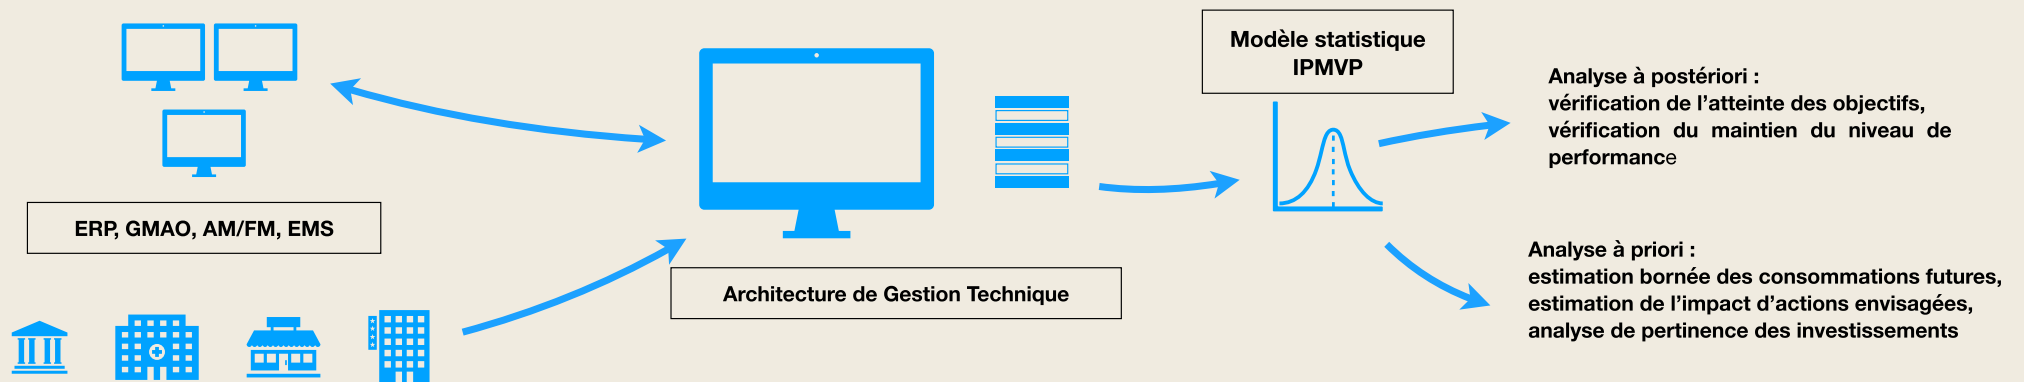 ERP, GMAO, AM/FM, EMS
Architecture de Gestion Technique
Modèle statistique
IPMVP
Analyse à postériori :
vérification de l’atteinte des objectifs,
vérification du maintien du niveau de
performance
Analyse à priori :
estimation bornée des consommations futures,
estimation de l’impact d’actions envisagées,
analyse de pertinence des investissements